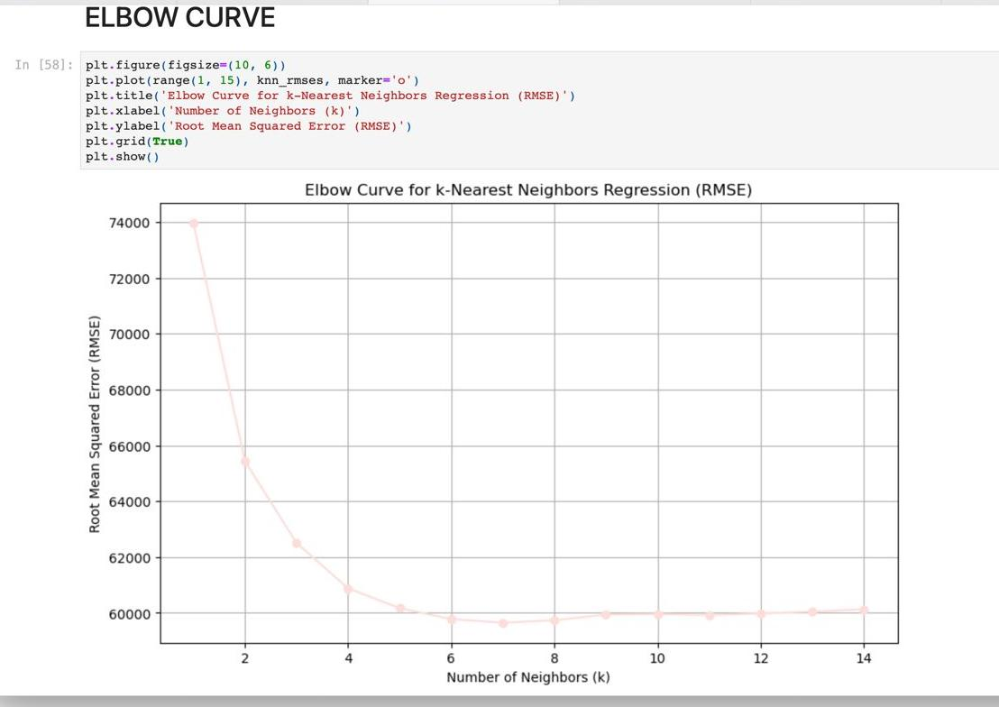 ELBOW CURVE
In [58]:
plt.figure(figsize=(10, 6))
plt.plot(range(1, 15), knn_rmses, marker='o')
plt.title('Elbow Curve for k-Nearest Neighbors Regression (RMSE)')
plt.xlabel('Number of Neighbors (k)')
plt.ylabel('Root Mean Squared Error (RMSE)')
plt.grid(True)
plt.show()
Elbow Curve for k-Nearest Neighbors Regression (RMSE)
Root Mean Squared Error (RMSE)
74000
72000
70000
68000
66000
64000
62000
60000
2 4 6 8 10 12 14
Number of Neighbors (k)